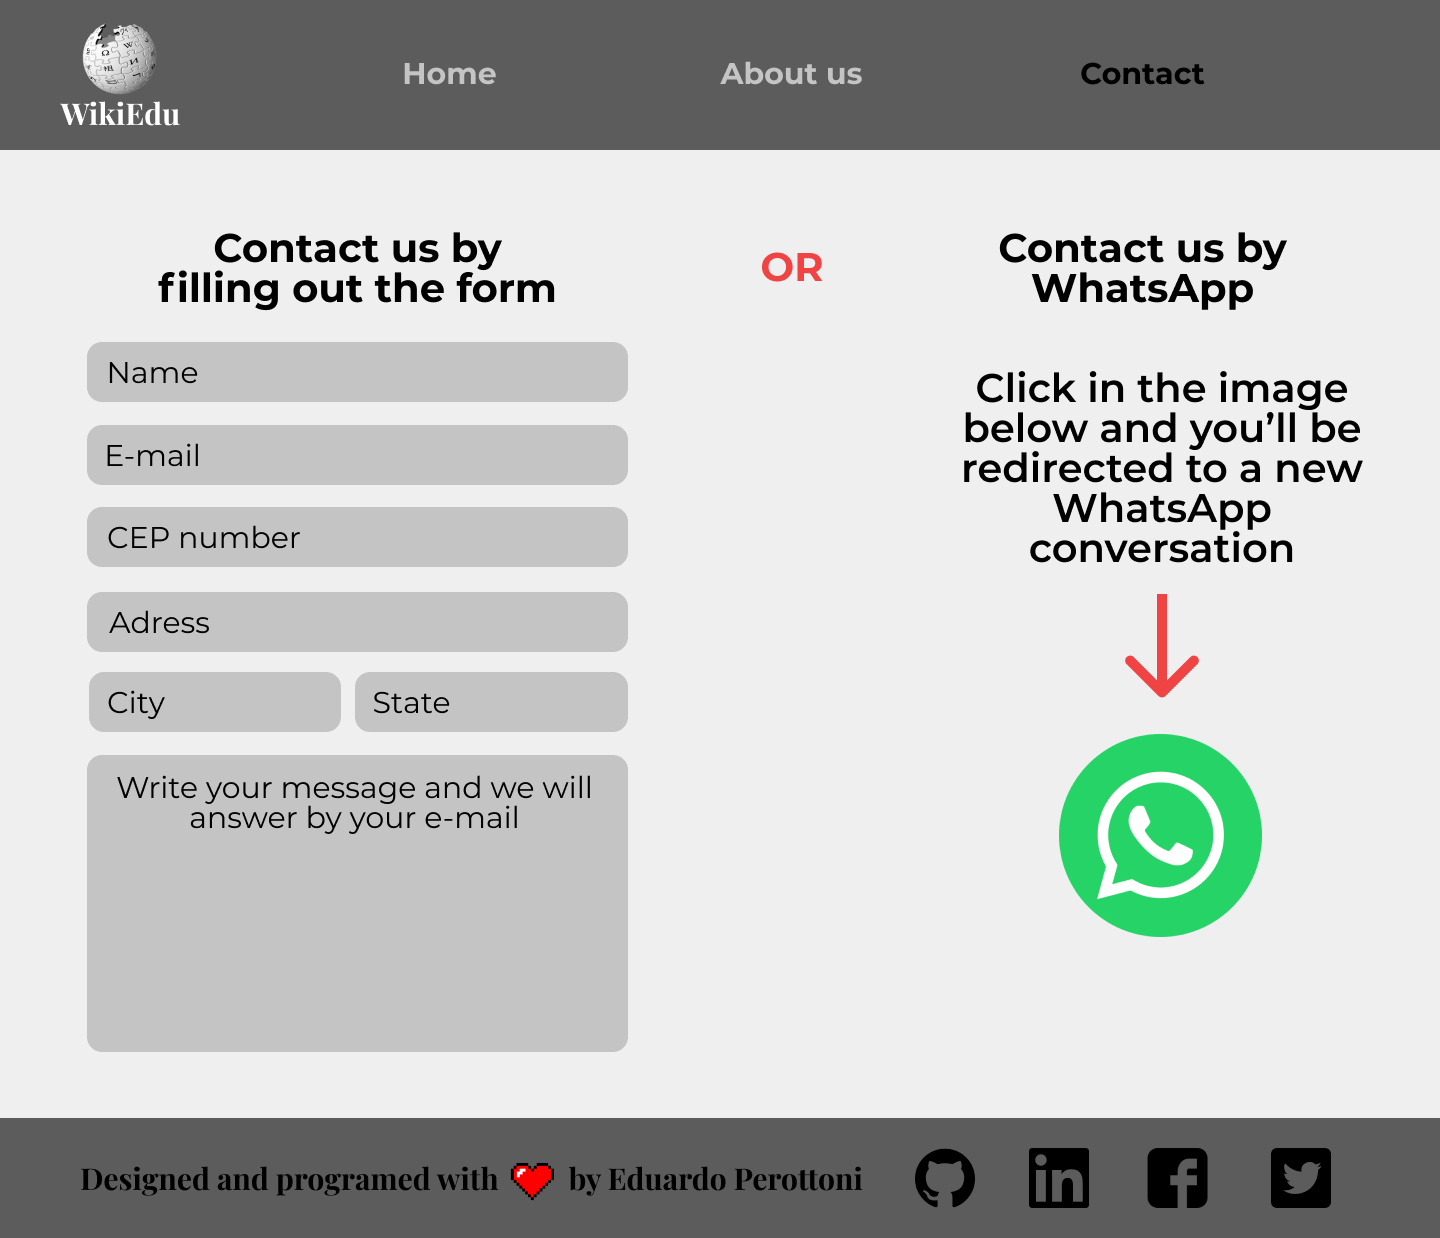 WikiEdu
Home
About us
Contact
Contact us by
filling out the form
Name
E-mail
CEP number
Adress
City
State
Write your message and we will
answer by your e-mail
OR
Contact us by
WhatsApp
Click in the image
below and you’ll be
redirected to a new
WhatsApp
conversation
Designed and programed with by Eduardo Perottoni
in